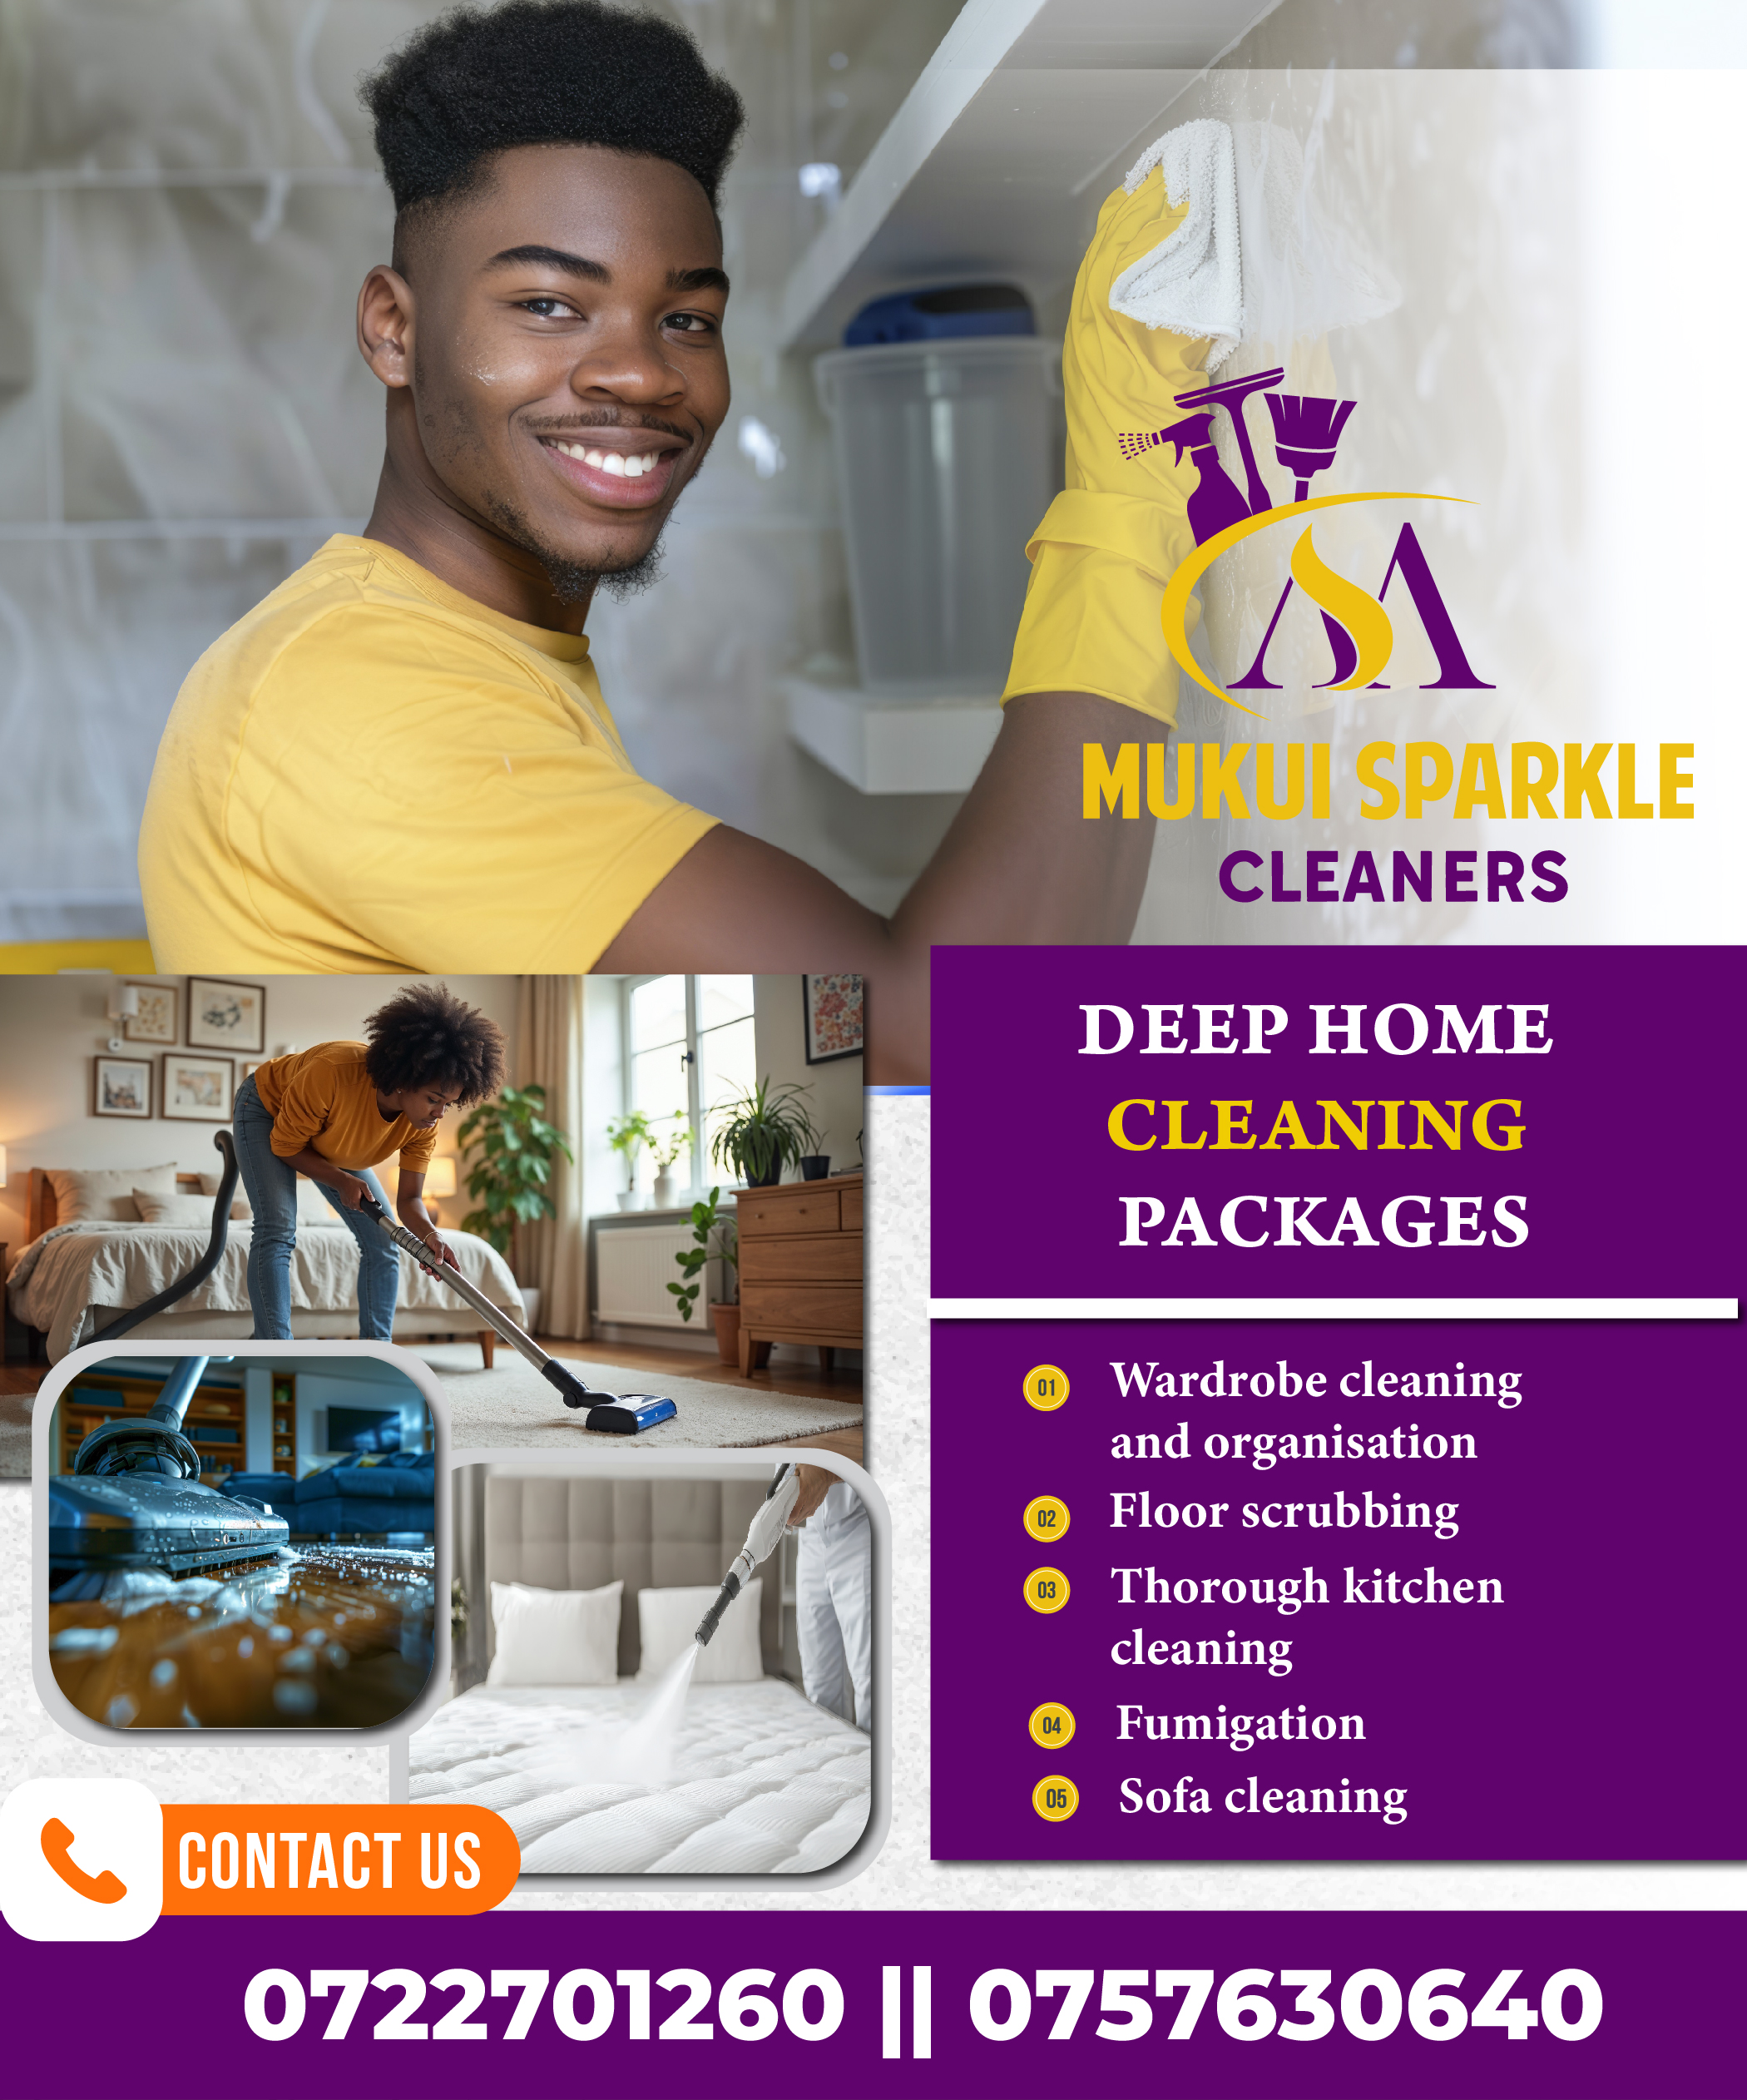 MUKUI SPARKLE
CLEANERS
DEEP HOME
CLEANING
PACKAGES
01 Wardrobe cleaning
and organisation
02 Floor scrubbing
03 Thorough kitchen
cleaning
04 Fumigation
05 Sofa cleaning
CONTACT US
0722701260 || 0757630640